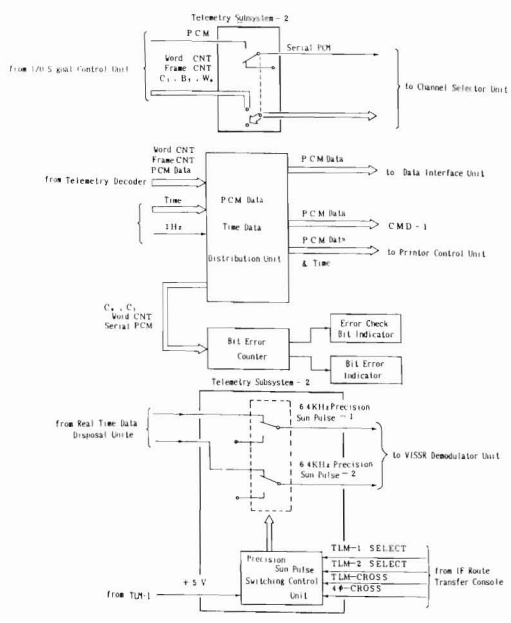 Telemetry Subsystem - 2
PCM
Serial PCM
Word CNT
Frame CNT
from I/O Signal Control Unit
to Channel Selector Unit
Word CNT
Frame CNT
PCM Data
from Telemetry Decoder
Time
1Hz
PCM Data
Time Data
Distribution Unit
PCM Data
to Data Interface Unit
PCM Data
CMD-1
PCM Data
& Time
to Printor Control Unit
Word CNT
Serial PCM
Bit Error
Counter
Error Check
Bit Indicator
Bit Error
Indicator
Telemetry Subsystem - 2
from Real Time Data
Disposal Unite
64KHz Precision
Sun Pulse - 1
64KHz Precision
Sun Pulse - 2
to VISSR Demodulator Unit
Precision
Sun Pulse
Switching Control
Unit
+5V
from TLM-1
TLM-1 SELECT
TLM-2 SELECT
TLM-CROSS
4φ-CROSS
from IF Route
Transfer Console